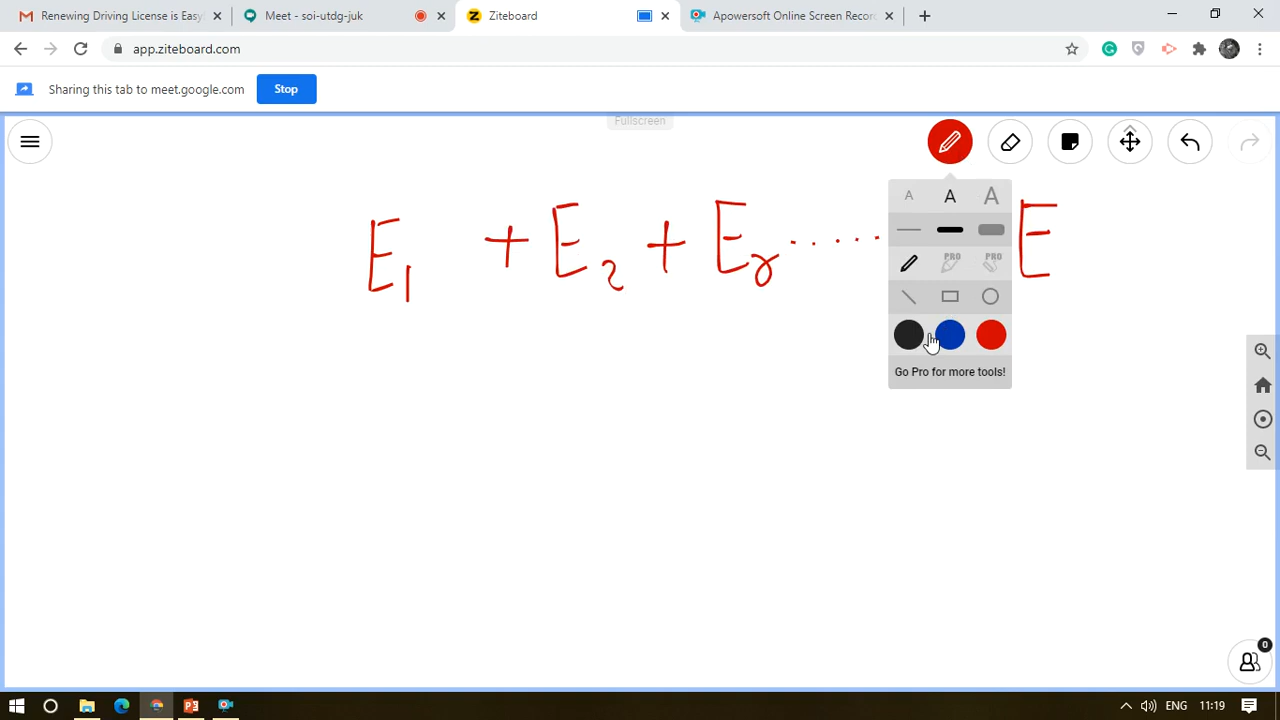 Renewing Driving License is Easy
Meet - soi-utdg-juk
Ziteboard
Apowersoft Online Screen Recor
app.ziteboard.com
Sharing this tab to meet.google.com
Stop
Fullscreen
A A A
E₁ + E₂ + Eᵧ ...... E
PRO PRO
Go Pro for more tools!
0
ENG 11:19